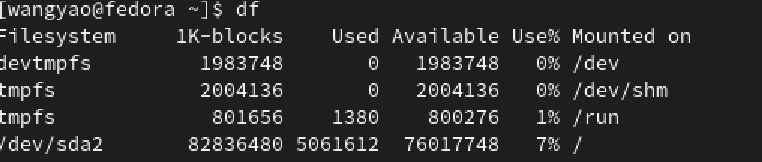 [wangyao@fedora ~]$ df
Filesystem     1K-blocks    Used Available Use% Mounted on
devtmpfs         1983748       0   1983748   0% /dev
tmpfs            2004136       0   2004136   0% /dev/shm
tmpfs             801656    1380    800276   1% /run
/dev/sda2       82836480 5061612  76017748   7% /